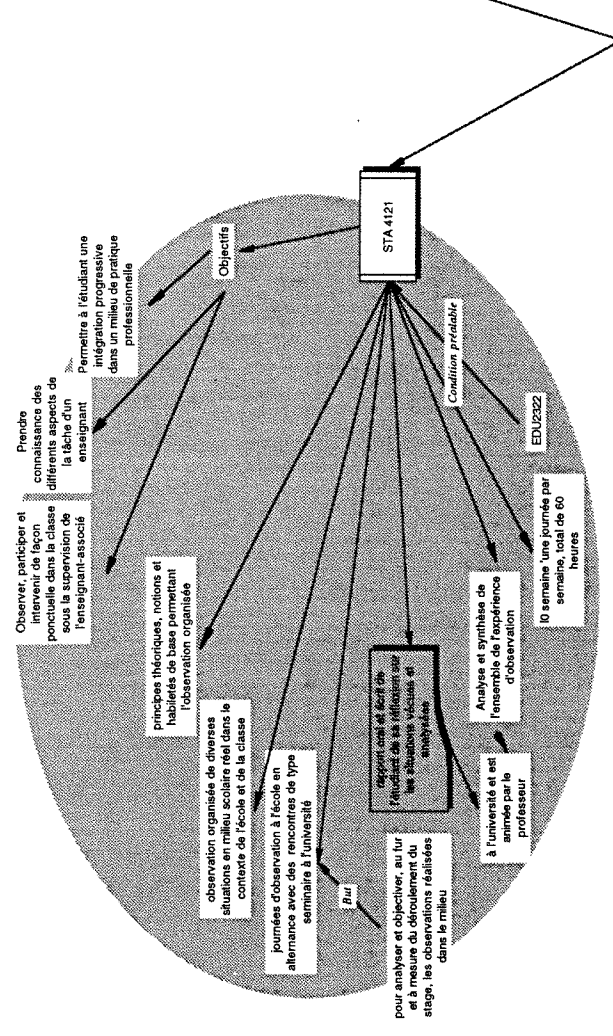 Observer, participer et
intervenir de façon
ponctuelle dans la classe
sous la supervision de
l'enseignant-associé
Prendre
connaissance des
différents aspects de
la tâche d'un
enseignant
Permettre à l'étudiant une
intégration progressive
dans un milieu de pratique
professionnelle
Objectifs
STA 4121
principes théoriques, notions et
habiletés de base permettant
l'observation organisée
observation organisée de diverses
situations en milieu scolaire réel dans le
contexte de l'école et de la classe
journées d'observation à l'école en
alternance avec des rencontres de type
seminaire à l'université
But
pour analyser et objectiver, au fur
et à mesure du déroulement du
stage, les observations réalisées
dans le milieu
rapport oral et écrit de
l'étudiant de sa réflexion sur
les situations vécues et
analysées
à l'université et est
animée par le
professeur
Analyse et synthèse de
l'ensemble de l'expérience
d'observation
10 semaine 'une journée par
semaine, total de 60
heures
EDU2322
Condition préalable